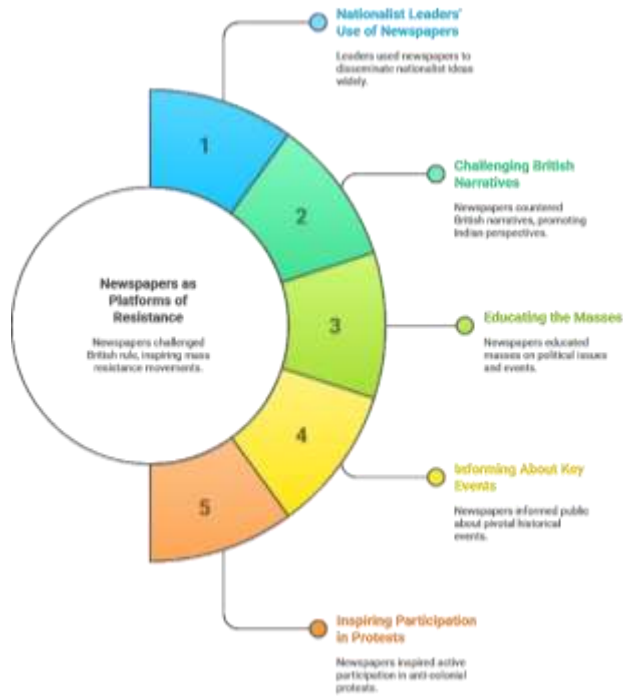 Nationalist Leaders'
Use of Newspapers
Leaders used newspapers to
disseminate nationalist ideas
widely.
1
Challenging British
Narratives
Newspapers countered
British narratives, promoting
Indian perspectives.
2
Newspapers as
Platforms of
Resistance
Newspapers challenged
British rule, inspiring mass
resistance movements.
3
Educating the Masses
Newspapers educated
masses on political issues
and events.
4
Informing About Key
Events
Newspapers informed public
about pivotal historical
events.
5
Inspiring Participation
in Protests
Newspapers inspired active
participation in anti-colonial
protests.